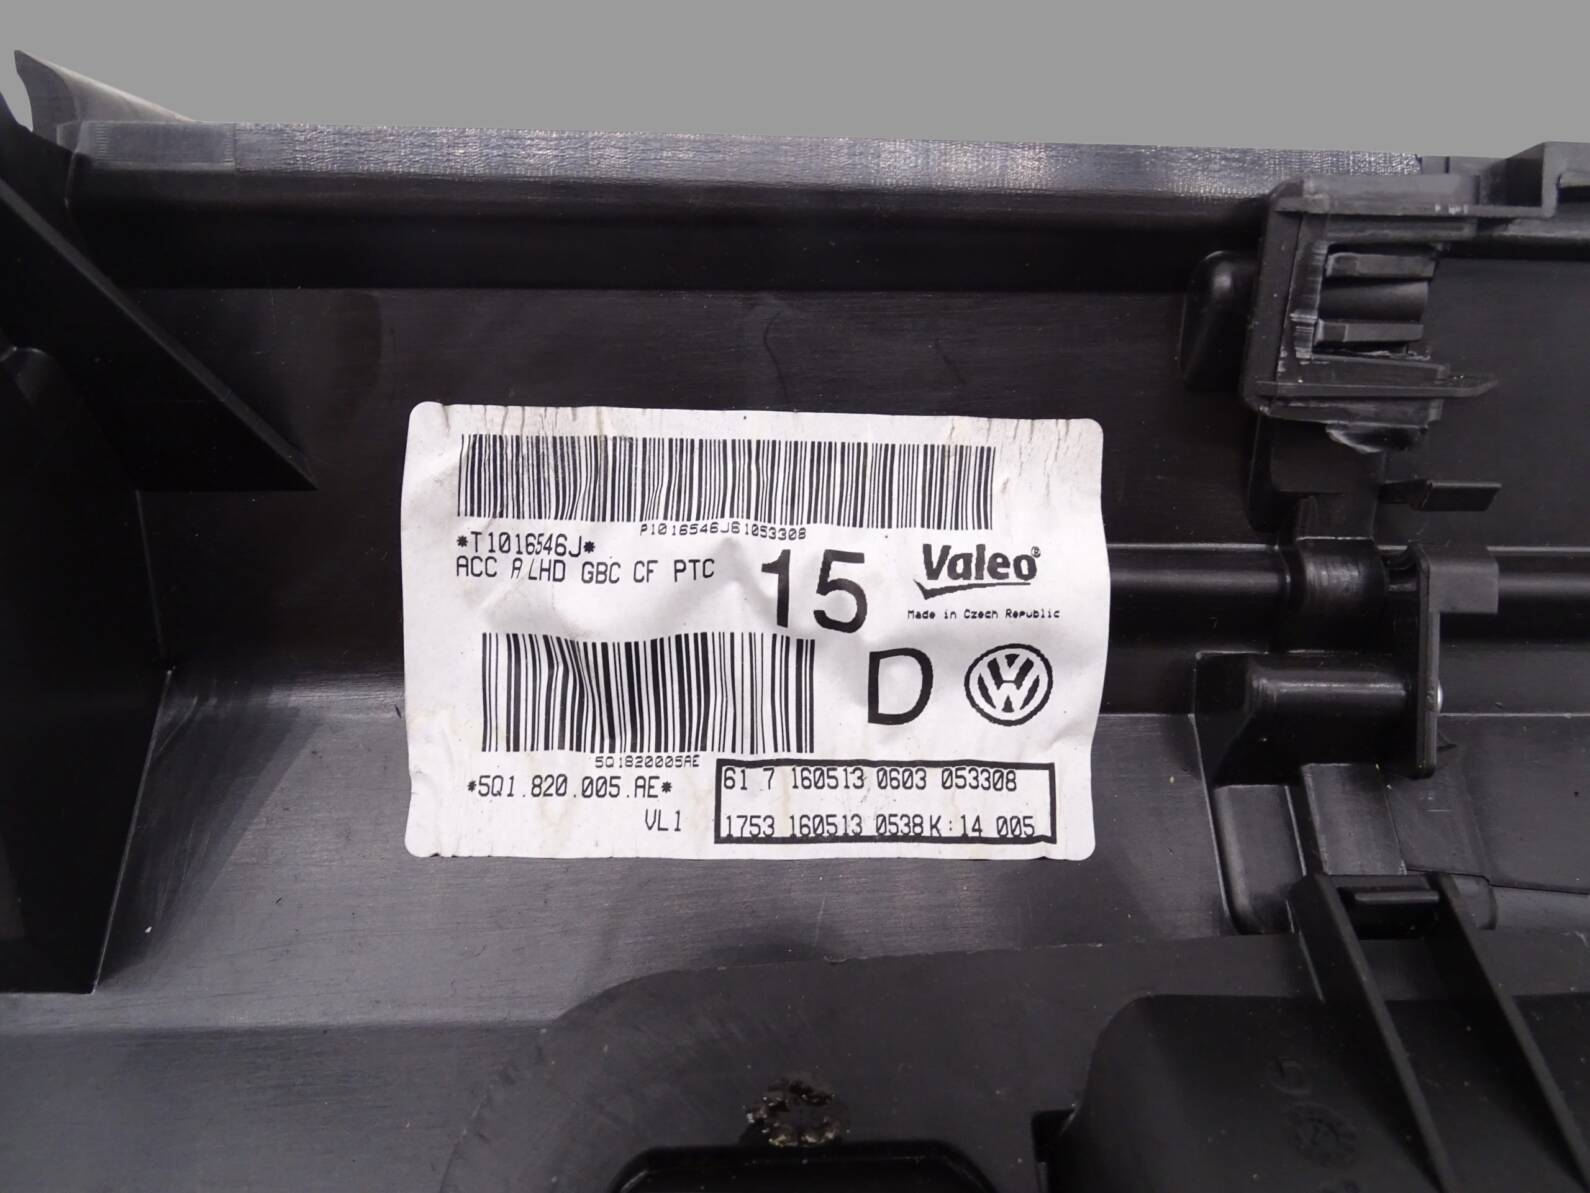 P1016546J61053308
*T1016546J*
ACC A LHD GBC CF PTC
15
Valeo®
Made in Czech Republic
D
5Q1820005AE
*5Q1.820.005.AE*
VL1
61 7 160513 0603 053308
1753 160513 0538 K:14 005